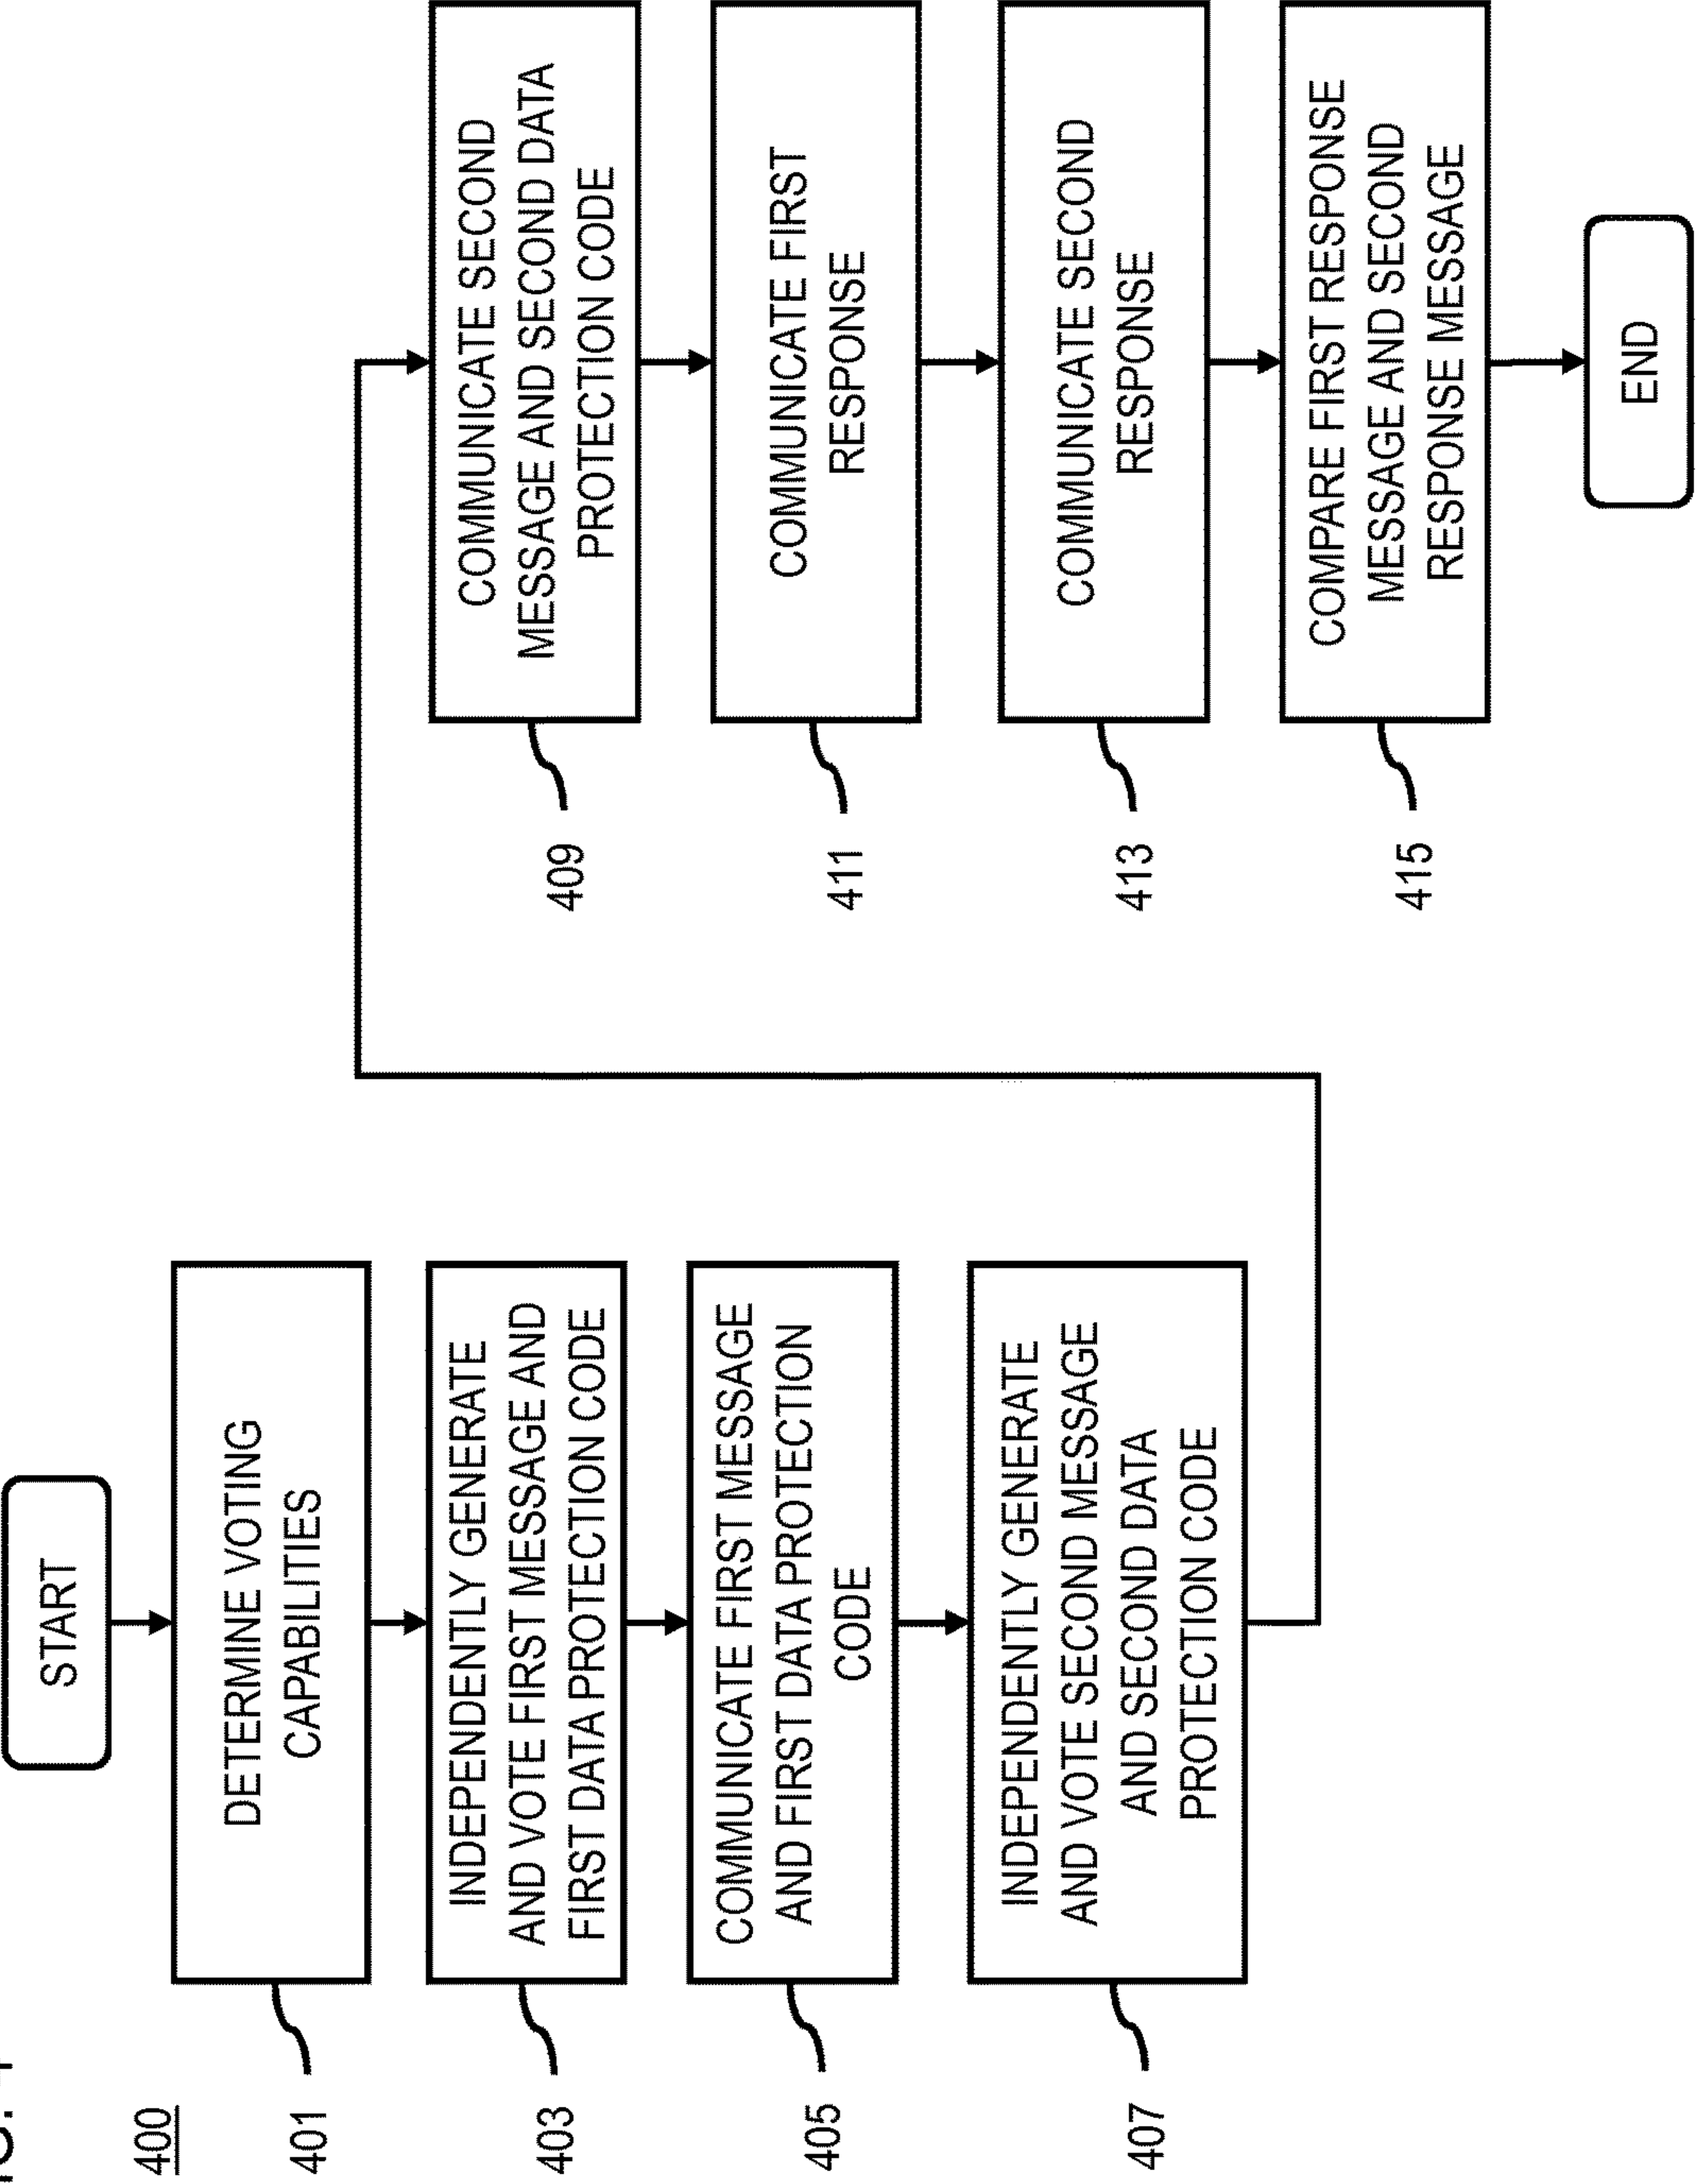 400
START
401
DETERMINE VOTING
CAPABILITIES
403
INDEPENDENTLY GENERATE
AND VOTE FIRST MESSAGE AND
FIRST DATA PROTECTION CODE
405
COMMUNICATE FIRST MESSAGE
AND FIRST DATA PROTECTION
CODE
407
INDEPENDENTLY GENERATE
AND VOTE SECOND MESSAGE
AND SECOND DATA
PROTECTION CODE
409
COMMUNICATE SECOND
MESSAGE AND SECOND DATA
PROTECTION CODE
411
COMMUNICATE FIRST
RESPONSE
413
COMMUNICATE SECOND
RESPONSE
415
COMPARE FIRST RESPONSE
MESSAGE AND SECOND
RESPONSE MESSAGE
END